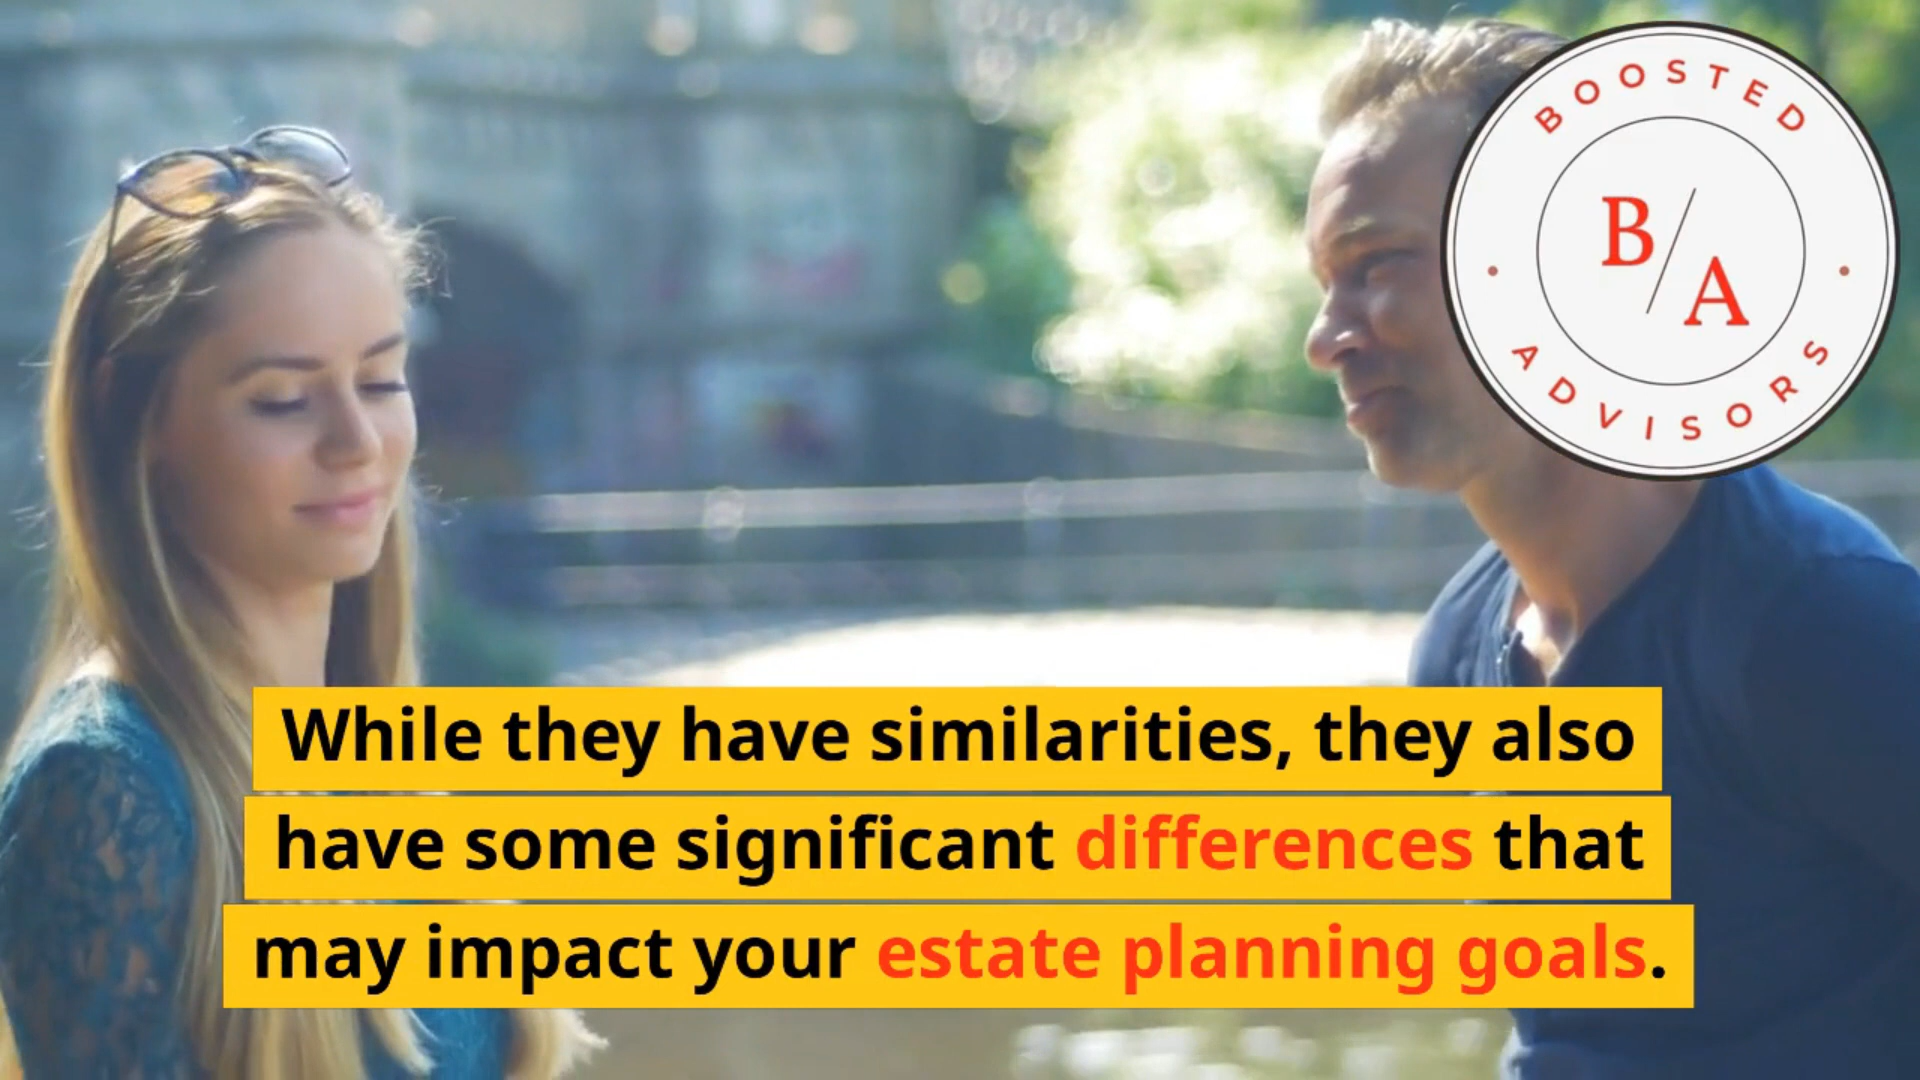 BOOSTED
B/A
ADVISORS
While they have similarities, they also
have some significant differences that
may impact your estate planning goals.